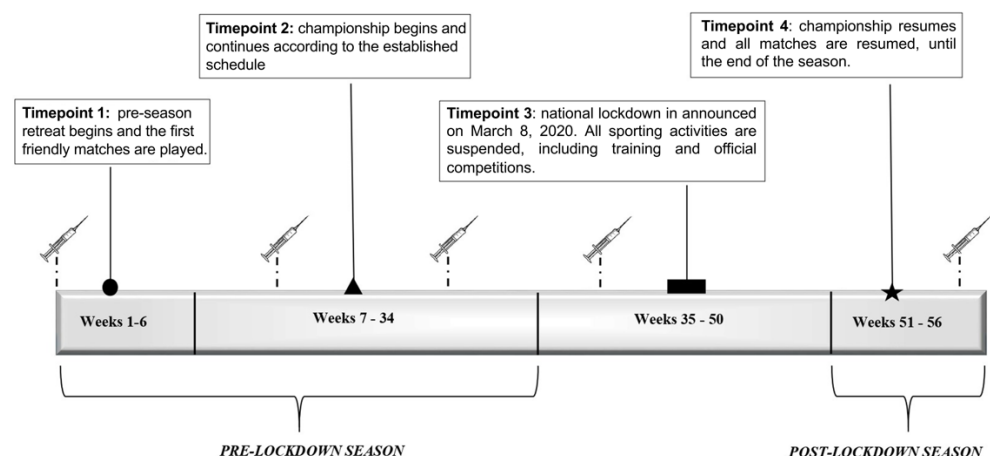 Timepoint 2: championship begins and
continues according to the established
schedule
Timepoint 4: championship resumes
and all matches are resumed, until
the end of the season.
Timepoint 1: pre-season
retreat begins and the first
friendly matches are played.
Timepoint 3: national lockdown in announced
on March 8, 2020. All sporting activities are
suspended, including training and official
competitions.
Weeks 1-6
Weeks 7 - 34
Weeks 35 - 50
Weeks 51 - 56
PRE-LOCKDOWN SEASON
POST-LOCKDOWN SEASON